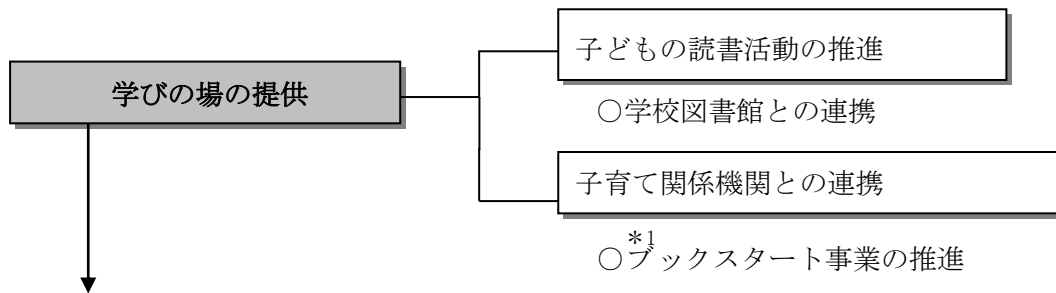 子どもの読書活動の推進
学びの場の提供
○学校図書館との連携
子育て関係機関との連携
*1
○ブックスタート事業の推進